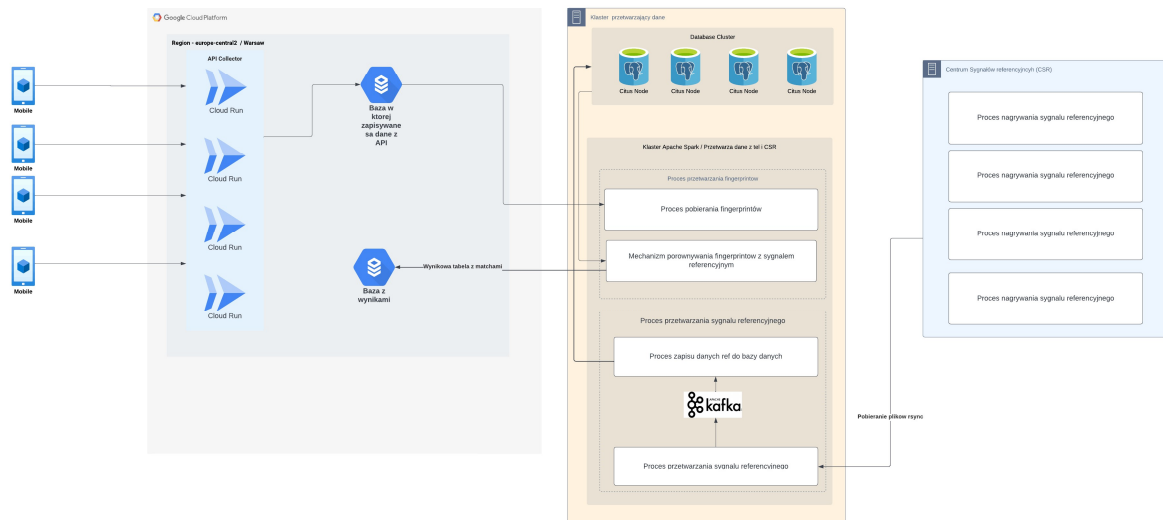 Google Cloud Platform
Region - europe-central2 / Warsaw
API Collector
Cloud Run
Cloud Run
Cloud Run
Cloud Run
Mobile
Mobile
Mobile
Mobile
Baza w
ktorej
zapisywane
sa dane z
API
Baza z
wynikami
Wynikowa tabela z matchami
Klaster przetwarzający dane
Database Cluster
Citus Node
Citus Node
Citus Node
Citus Node
Klaster Apache Spark / Przetwarza dane z tel i CSR
Proces przetwarzania fingerprintow
Proces pobierania fingerprintów
Mechanizm porownywania fingerprintow z sygnalem
referencyjnym
Proces przetwarzania sygnalu referencyjnego
Proces zapisu danych ref do bazy danych
APACHE
kafka
Proces przetwarzania sygnalu referencyjnego
Pobieranie plikow rsync
Centrum Sygnałów referencyjncyh (CSR)
Proces nagrywania sygnalu referencyjnego
Proces nagrywania sygnalu referencyjnego
Proces nagrywania sygnalu referencyjnego
Proces nagrywania sygnalu referencyjnego